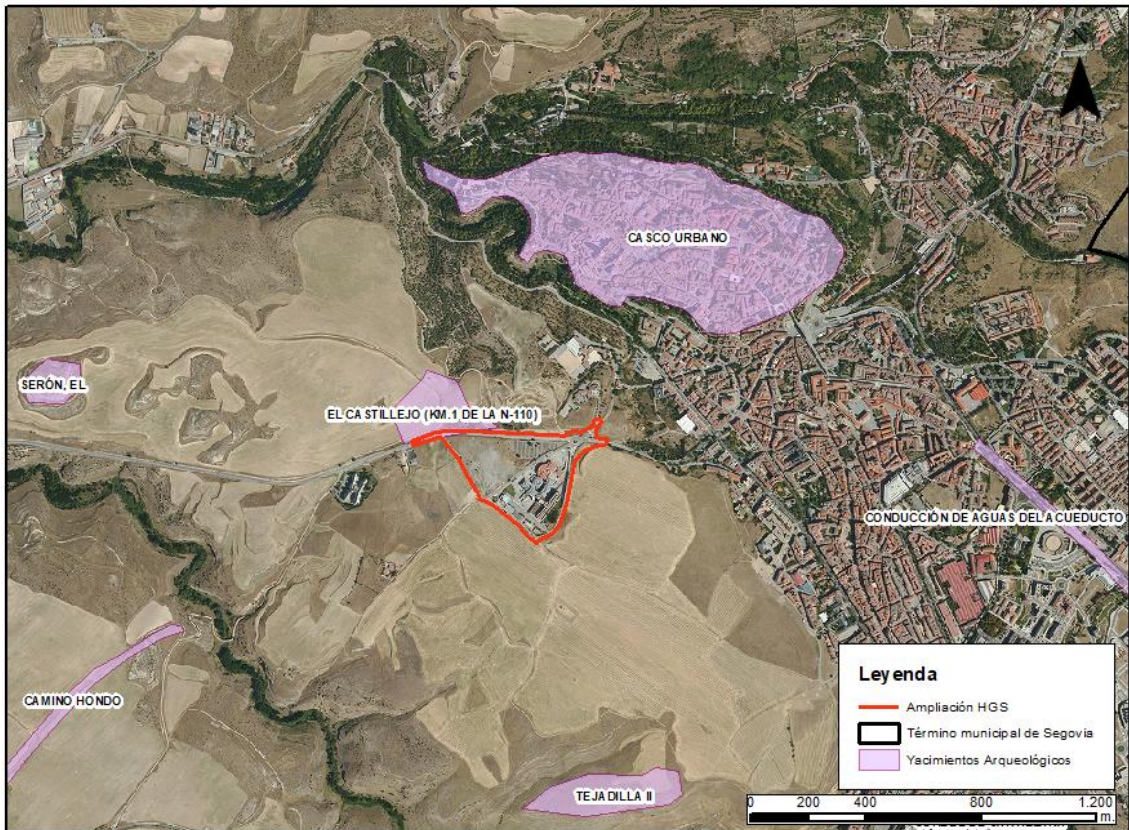 N
CASCO URBANO
SERÓN, EL
EL CASTILLEJO (KM.1 DE LA N-110)
CONDUCCIÓN DE AGUAS DEL ACUEDUCTO
CAMINO HONDO
TEJADILLA II
Leyenda
Ampliación HGS
Término municipal de Segovia
Yacimientos Arqueológicos
0 200 400 800 1.200
m.